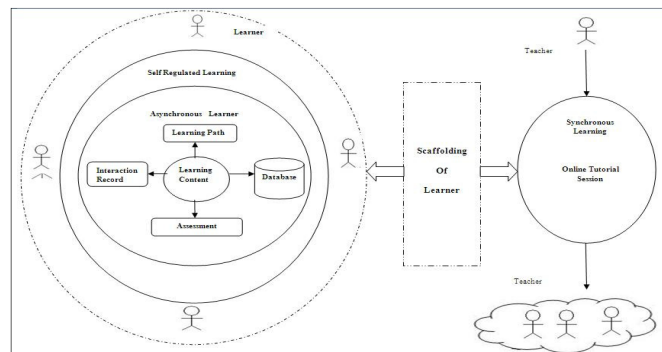 Learner
Self Regulated Learning
Asynchronous Learner
Learning Path
Interaction
Record
Learning
Content
Database
Assessment
Scaffolding
Of
Learner
Teacher
Synchronous
Learning
Online Tutorial
Session
Teacher